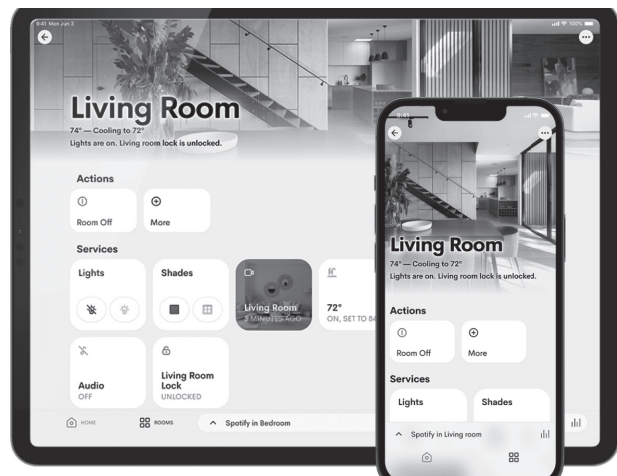 9:41 Mon Jun 3
100%
Living Room
74° — Cooling to 72°
Lights are on. Living room lock is unlocked.
Actions
Room Off
More
Services
Lights
Shades
Living Room
3 MINUTES AGO
72°
ON, SET TO 84
Audio
OFF
Living Room
Lock
UNLOCKED
HOME
ROOMS
Spotify in Bedroom
9:41
Living Room
74° — Cooling to 72°
Lights are on. Living room lock is unlocked.
Actions
Room Off
More
Services
Lights
Shades
Spotify in Living room